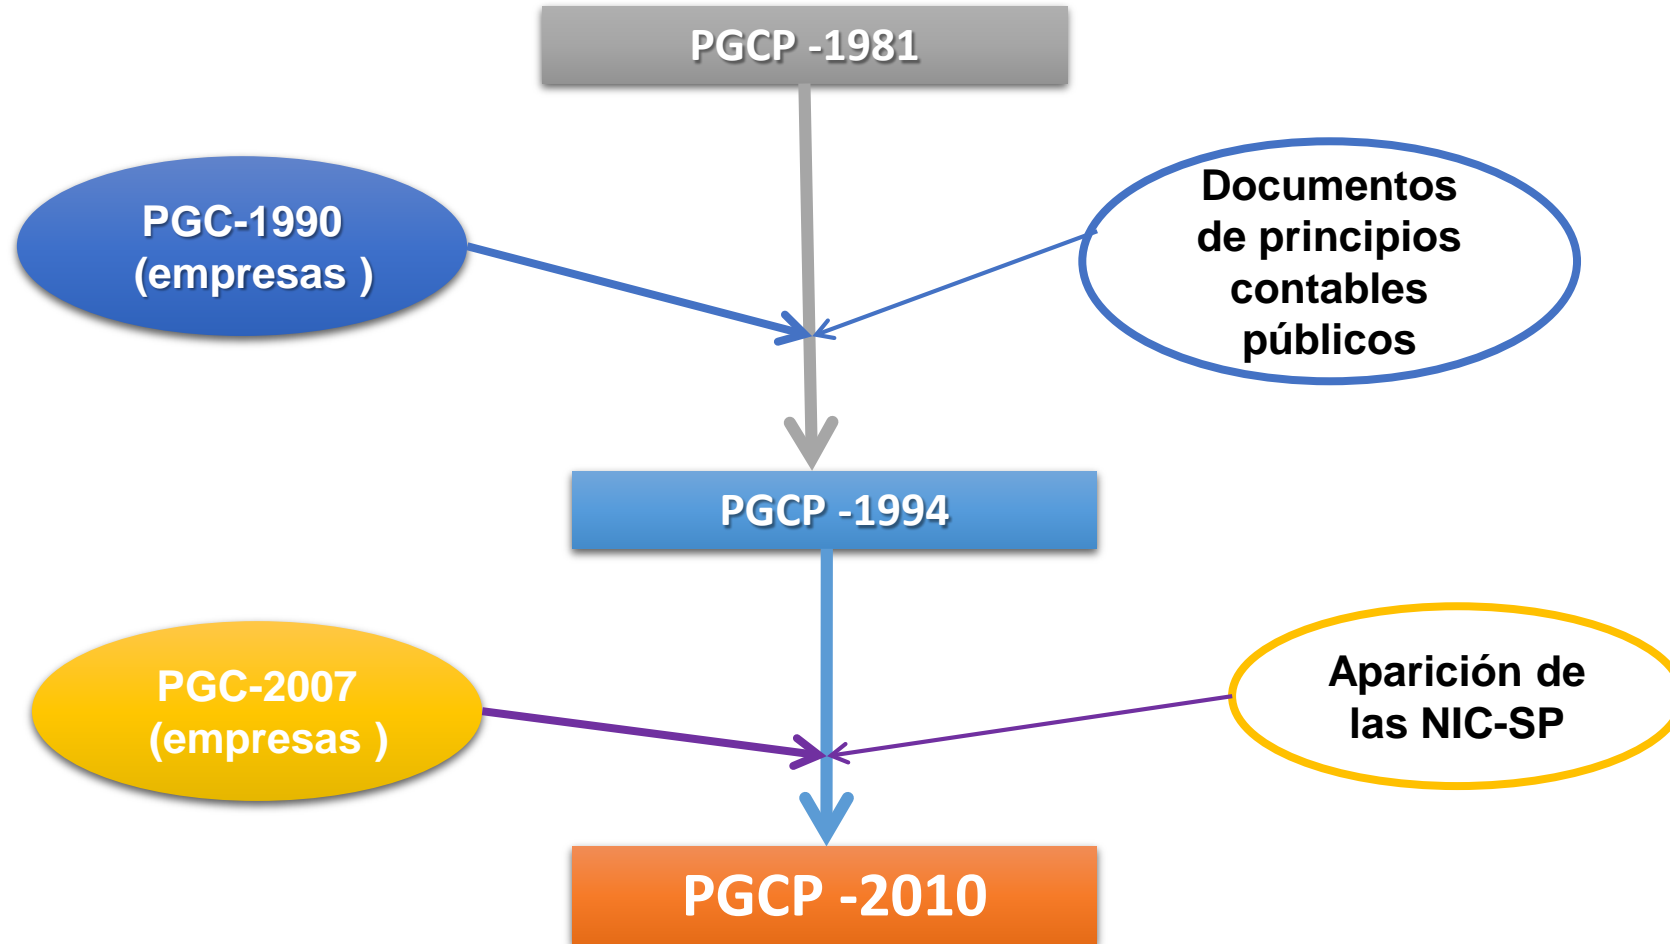 PGCP -1981
PGC-1990
(empresas )
Documentos
de principios
contables
públicos
PGCP -1994
PGC-2007
(empresas )
Aparición de
las NIC-SP
PGCP -2010